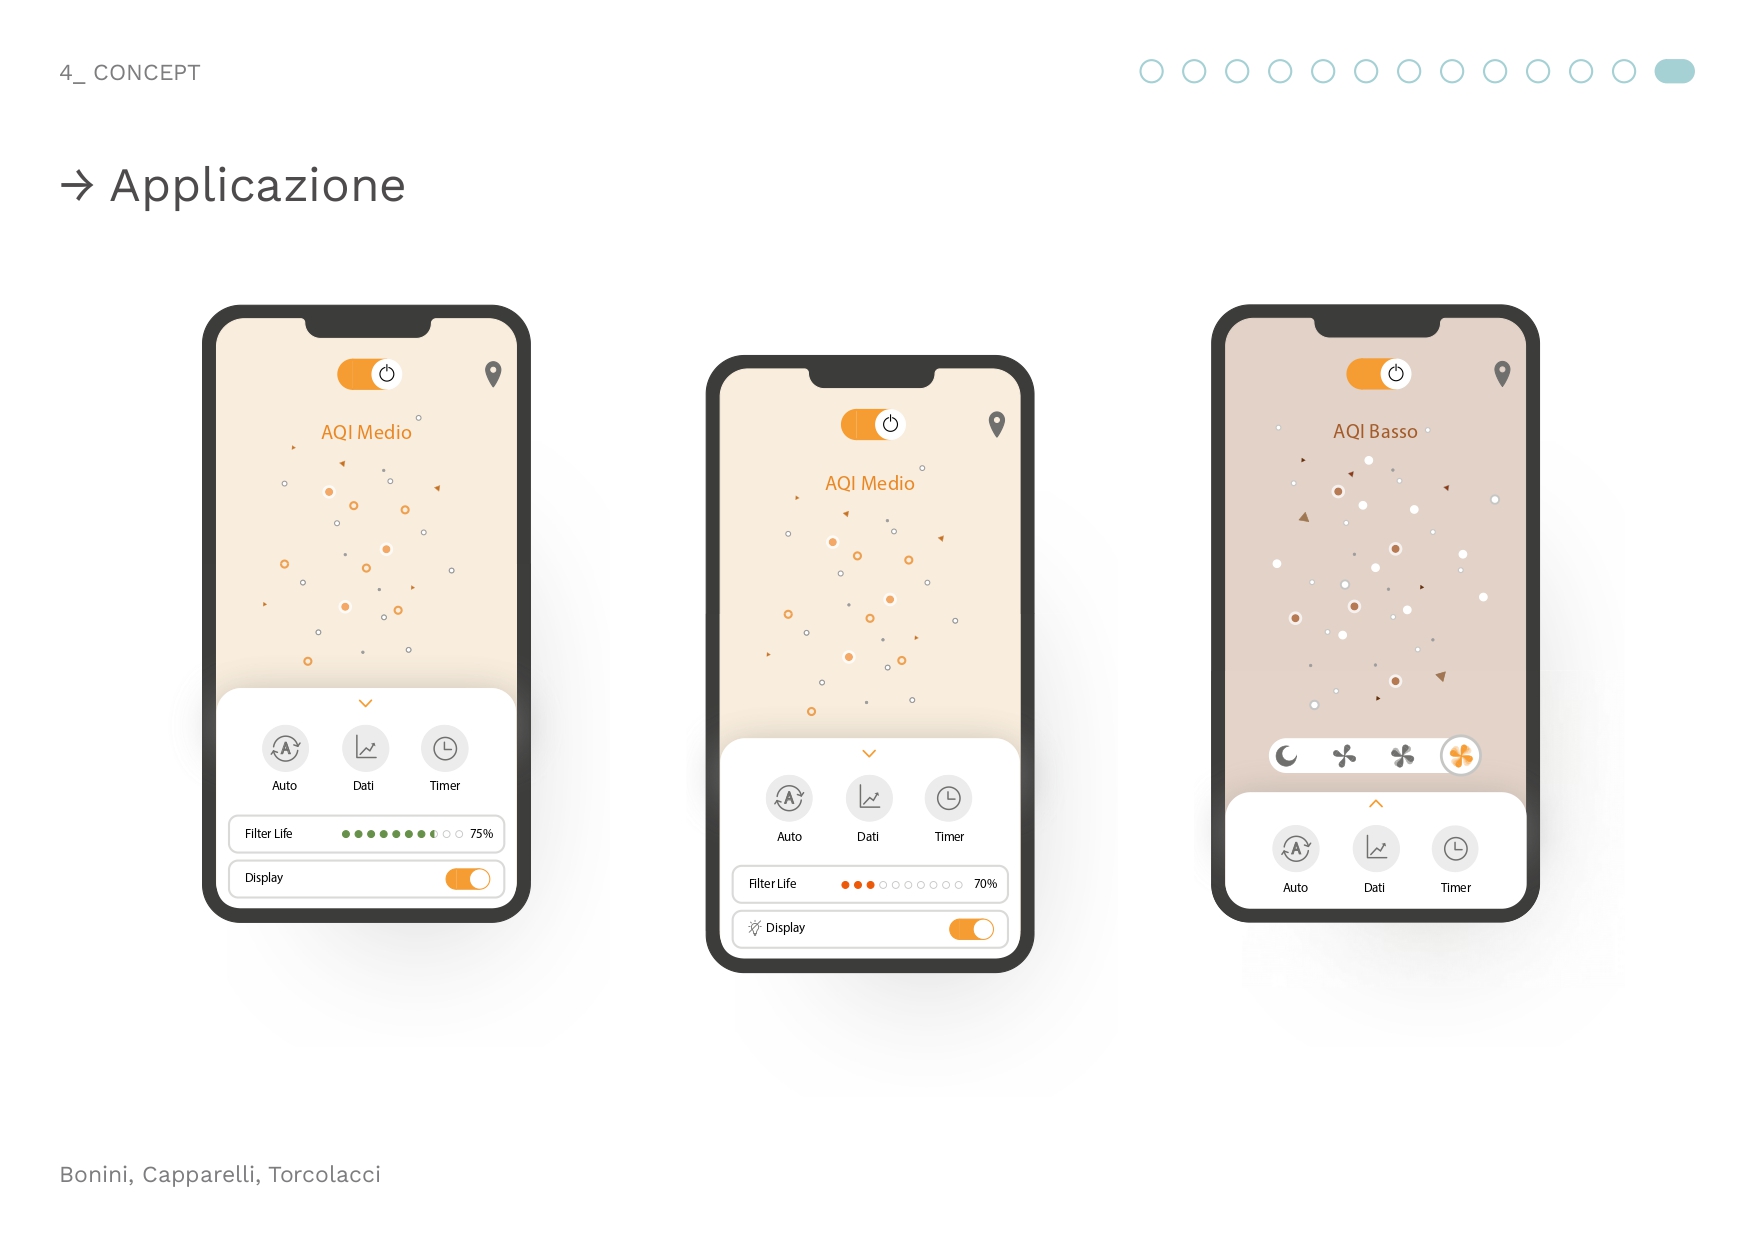 4_ CONCEPT
→ Applicazione
AQI Medio
Auto
Dati
Timer
Filter Life
75%
Display
AQI Medio
Auto
Dati
Timer
Filter Life
70%
Display
AQI Basso
Auto
Dati
Timer
Bonini, Capparelli, Torcolacci